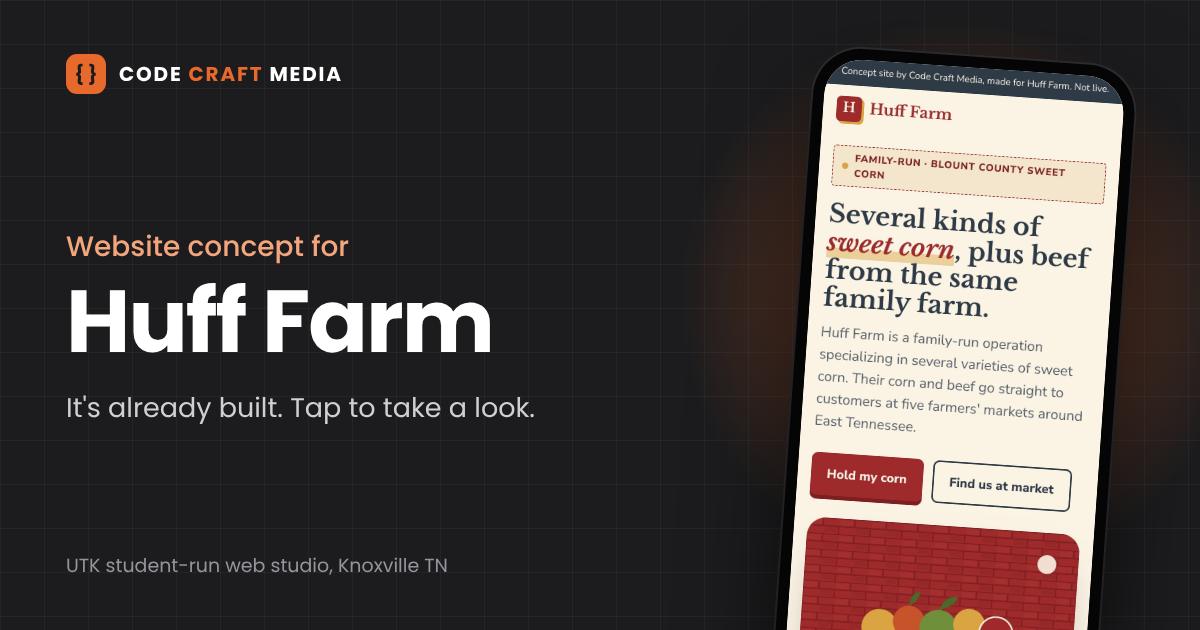 { } CODE CRAFT MEDIA
Website concept for
Huff Farm
It's already built. Tap to take a look.
UTK student-run web studio, Knoxville TN
Concept site by Code Craft Media, made for Huff Farm. Not live.
H Huff Farm
FAMILY-RUN · BLOUNT COUNTY SWEET
CORN
Several kinds of
sweet corn, plus beef
from the same
family farm.
Huff Farm is a family-run operation
specializing in several varieties of sweet
corn. Their corn and beef go straight to
customers at five farmers' markets around
East Tennessee.
Hold my corn
Find us at market